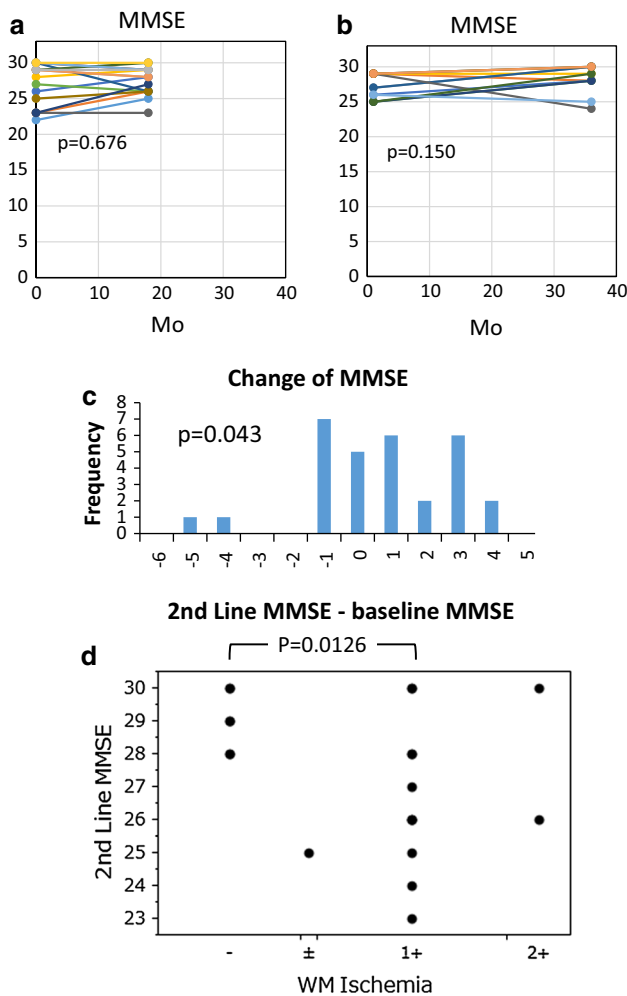 a
MMSE
35
30
25
20
15
10
5
0
p=0.676
0 10 20 30 40
Mo
b
MMSE
35
30
25
20
15
10
5
0
p=0.150
0 10 20 30 40
Mo
Change of MMSE
c
Frequency
8
7
6
5
4
3
2
1
0
p=0.043
-6 -5 -4 -3 -2 -1 0 1 2 3 4 5
2nd Line MMSE - baseline MMSE
d
P=0.0126
2nd Line MMSE
30
29
28
27
26
25
24
23
- ± 1+ 2+
WM Ischemia